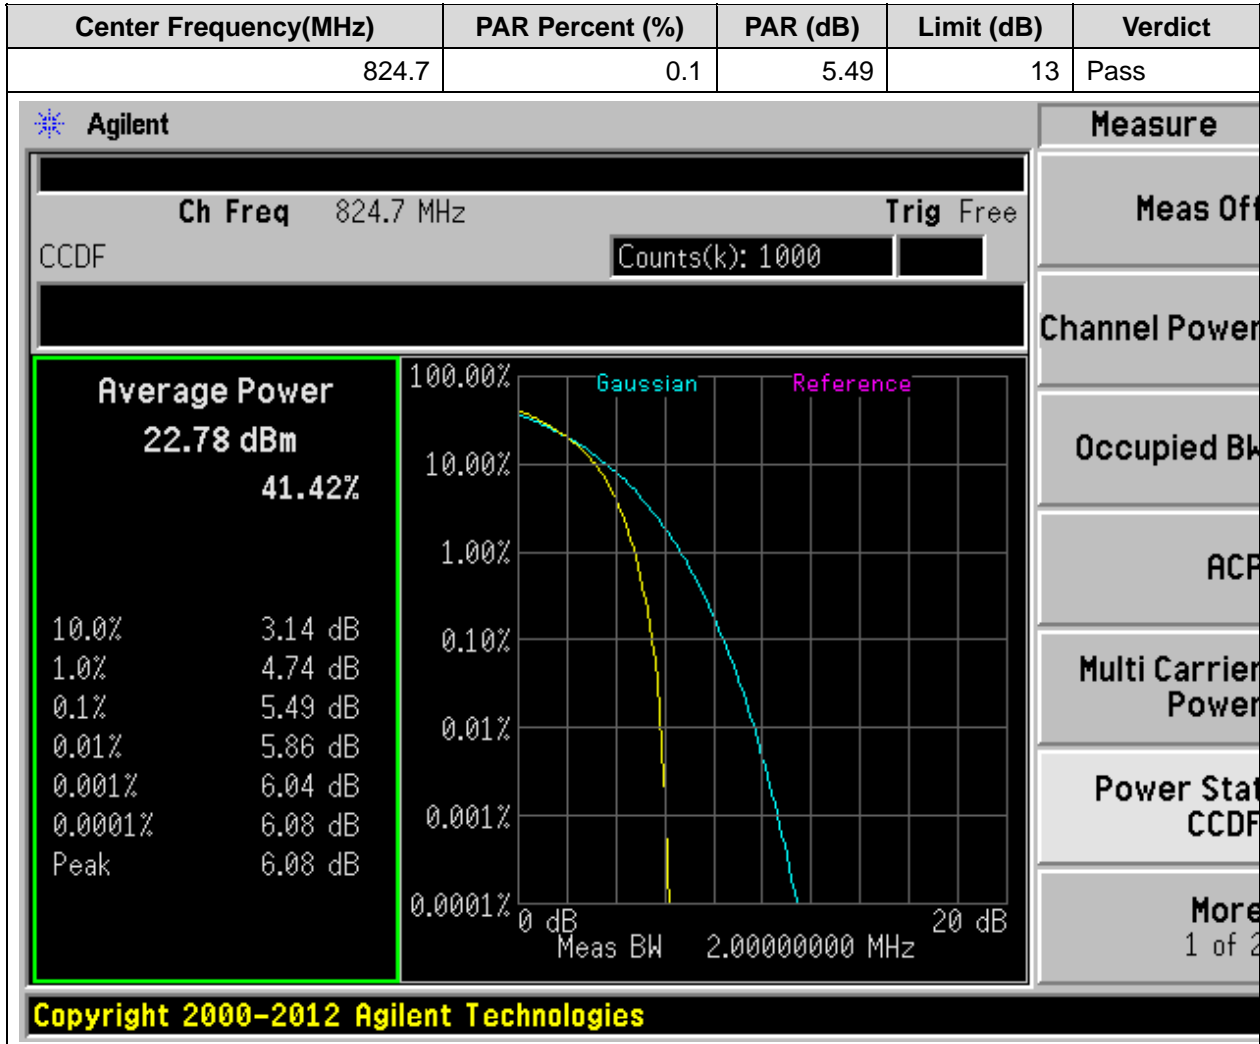 Center Frequency(MHz) PAR Percent (%) PAR (dB) Limit (dB) Verdict
824.7 0.1 5.49 13 Pass
Agilent
Measure
Ch Freq 824.7 MHz Trig Free
CCDF
Counts(k): 1000
Average Power
22.78 dBm
41.42%
10.0% 3.14 dB
1.0% 4.74 dB
0.1% 5.49 dB
0.01% 5.86 dB
0.001% 6.04 dB
0.0001% 6.08 dB
Peak 6.08 dB
Gaussian Reference
100.00%
10.00%
1.00%
0.10%
0.01%
0.001%
0.0001%
0 dB 20 dB
Meas BW 2.00000000 MHz
Meas Off
Channel Power
Occupied BW
ACP
Multi Carrier
Power
Power Stat
CCDF
More
1 of 2
Copyright 2000-2012 Agilent Technologies